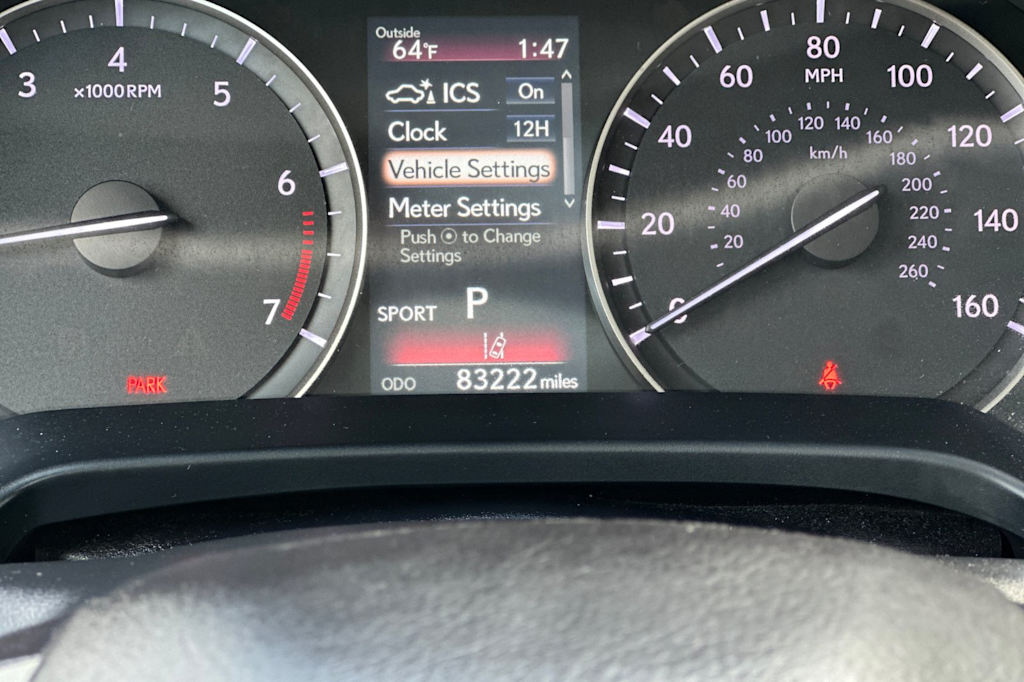 3
4
×1000RPM
5
6
7
PARK
Outside
64°F 1:47
ICS On
Clock 12H
Vehicle Settings
Meter Settings
Push to Change
Settings
SPORT P
ODO 83222 miles
0
20
40
60
80
MPH
100
120
140
160
20
40
60
80
100
120
140
160
180
200
220
240
260
km/h